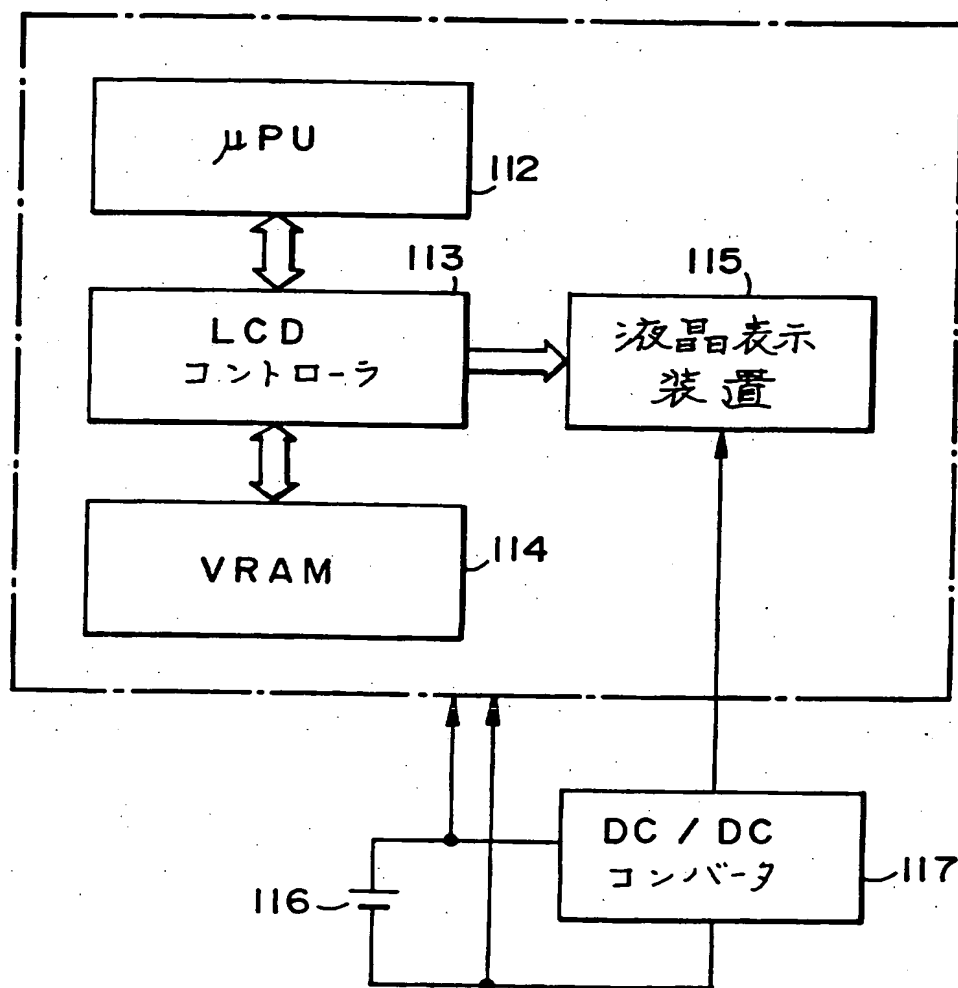 μPU
112
113
LCD
コントローラ
115
液晶表示
装置
VRAM
114
DC / DC
コンバータ
117
116